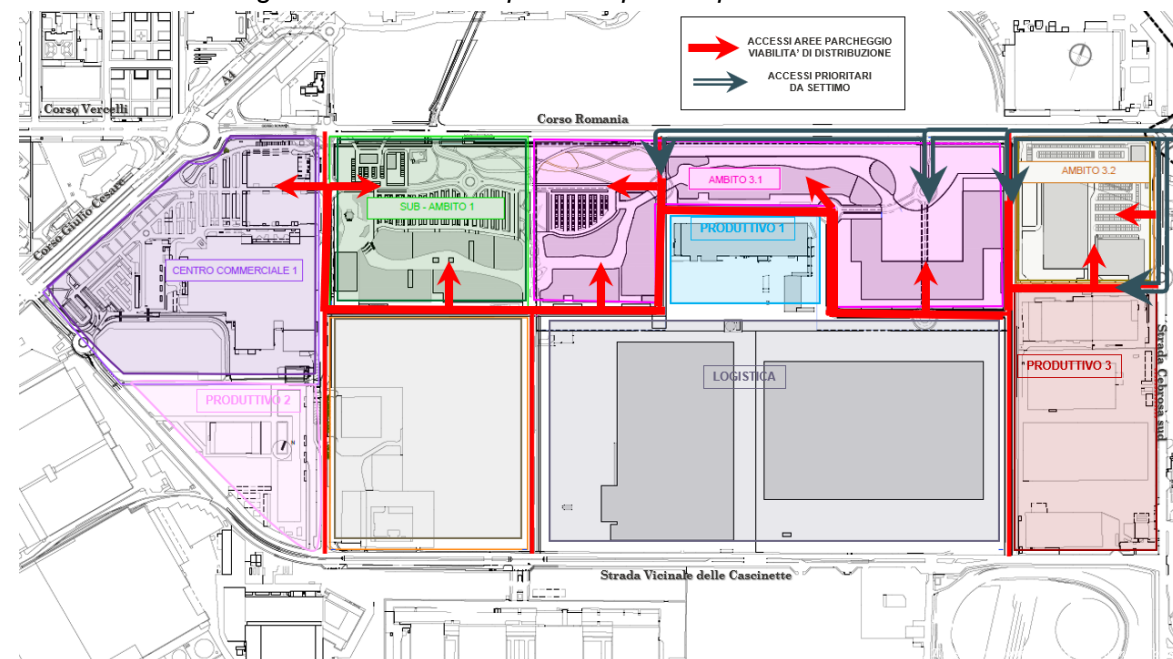 ACCESSI AREE PARCHEGGIO
VIABILITA' DI DISTRIBUZIONE
ACCESSI PRIORITARI
DA SETTIMO
A4
Corso Vercelli
Corso Romania
Corso Giulio Cesare
AMBITO 3.1
AMBITO 3.2
SUB - AMBITO 1
PRODUTTIVO 1
CENTRO COMMERCIALE 1
LOGISTICA
PRODUTTIVO 3
PRODUTTIVO 2
Strada Cebrosa sud
Strada Vicinale delle Cascinette